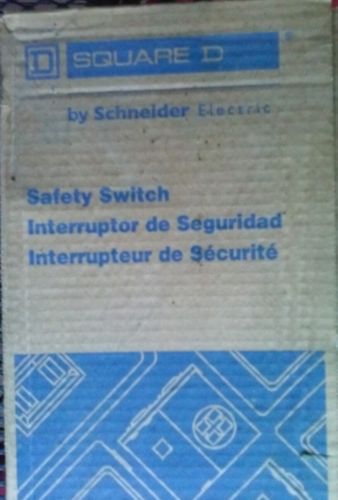 SQUARE D
by Schneider Electric
Safety Switch
Interruptor de Seguridad
Interrupteur de Sécurité